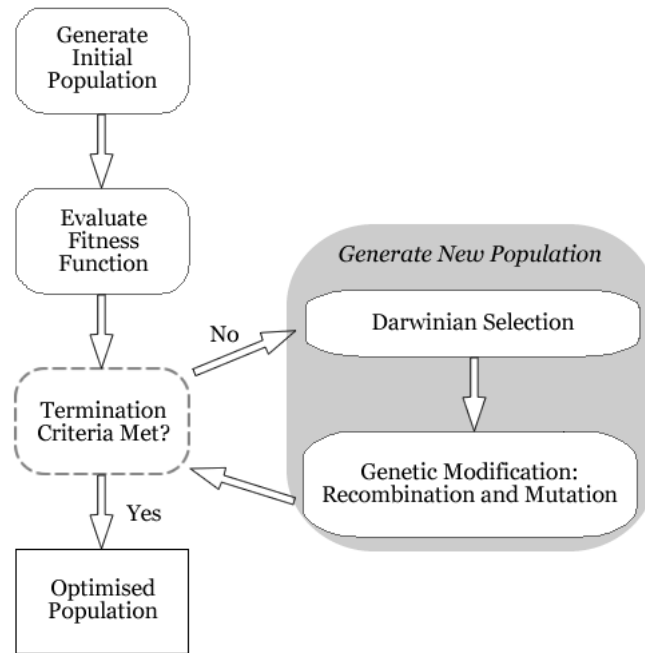 Generate
Initial
Population
Evaluate
Fitness
Function
Generate New Population
No
Darwinian Selection
Termination
Criteria Met?
Genetic Modification:
Recombination and Mutation
Yes
Optimised
Population